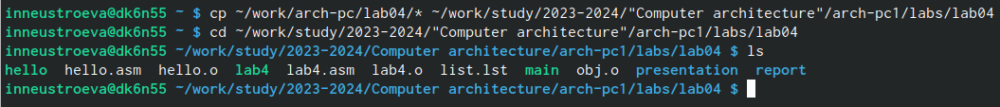 inneustroeva@dk6n55 ~ $ cp ~/work/arch-pc/lab04/* ~/work/study/2023-2024/"Computer architecture"/arch-pc1/labs/lab04
inneustroeva@dk6n55 ~ $ cd ~/work/study/2023-2024/"Computer architecture"/arch-pc1/labs/lab04
inneustroeva@dk6n55 ~/work/study/2023-2024/Computer architecture/arch-pc1/labs/lab04 $ ls
hello hello.asm hello.o lab4 lab4.asm lab4.o list.lst main obj.o presentation report
inneustroeva@dk6n55 ~/work/study/2023-2024/Computer architecture/arch-pc1/labs/lab04 $